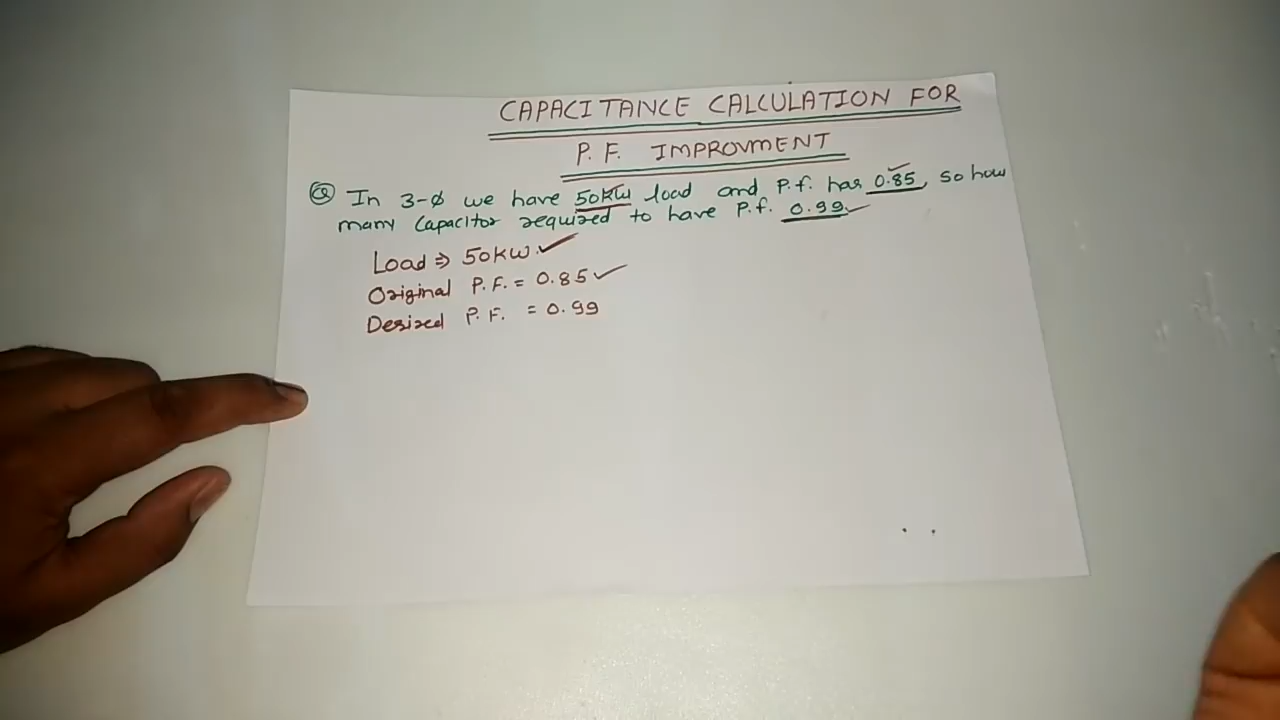 CAPACITANCE CALCULATION FOR
P.F. IMPROVMENT
Q In 3-φ we have 50KW load and P.f. has 0.85, so how
many Capacitor required to have P.f. 0.99
Load ⇒ 50KW
Original P.F. = 0.85
Desired P.F. = 0.99